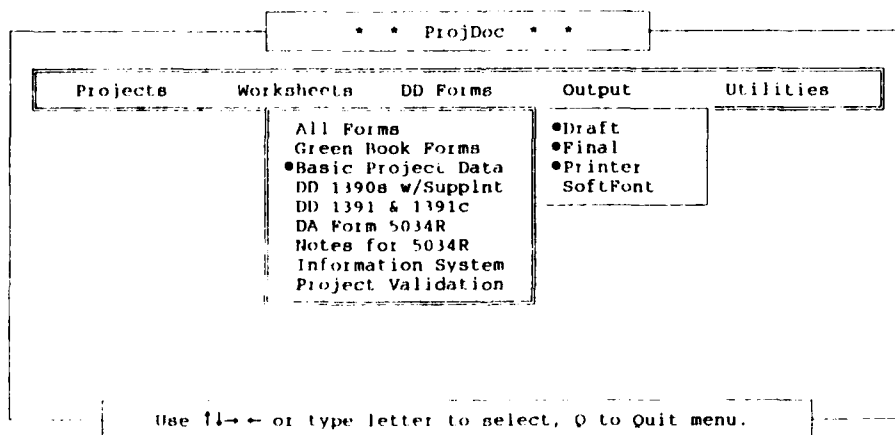 * * ProjDoc * *
Projects Worksheets DD Forms Output Utilities
All Forms
Green Book Forms
●Basic Project Data
DD 1390s w/Supplnt
DD 1391 & 1391c
DA Form 5034R
Notes for 5034R
Information System
Project Validation
●Draft
●Final
●Printer
SoftFont
Use ↑↓→ ← or type letter to select, Q to Quit menu.